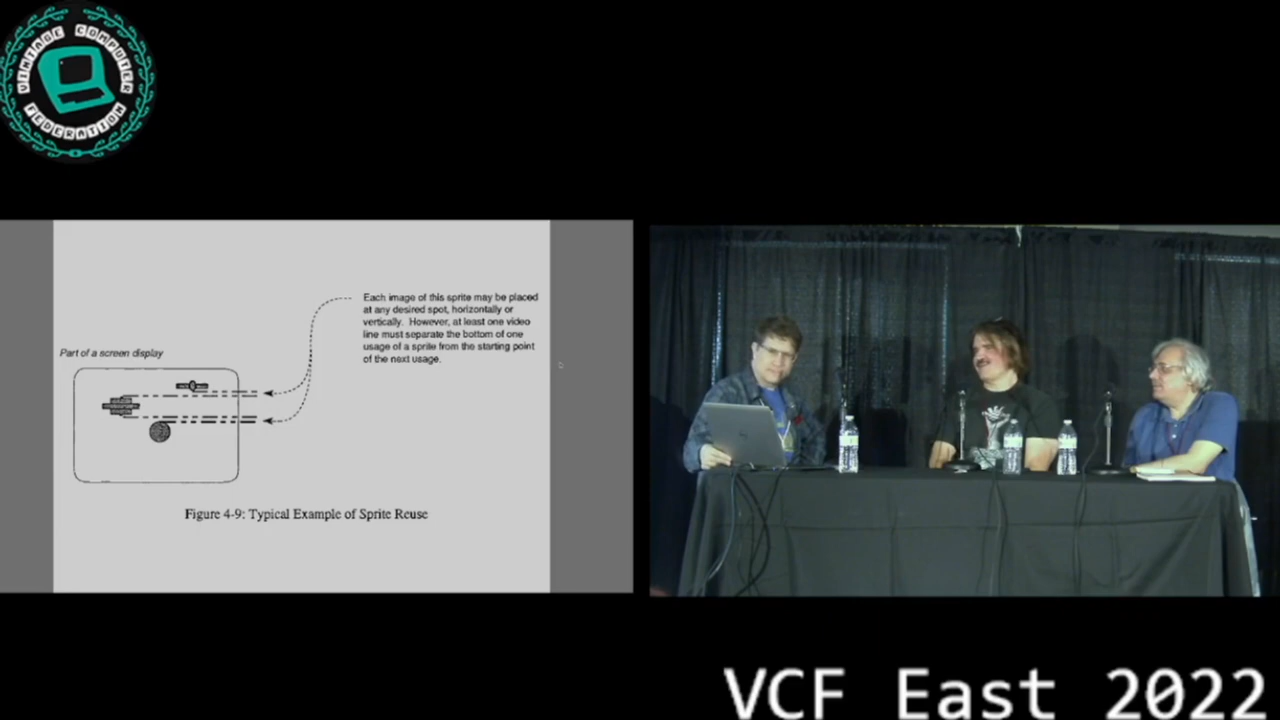 VINTAGE COMPUTER
FEDERATION
Each image of this sprite may be placed
at any desired spot, horizontally or
vertically. However, at least one video
line must separate the bottom of one
usage of a sprite from the starting point
of the next usage.
Part of a screen display
Figure 4-9: Typical Example of Sprite Reuse
VCF East 2022